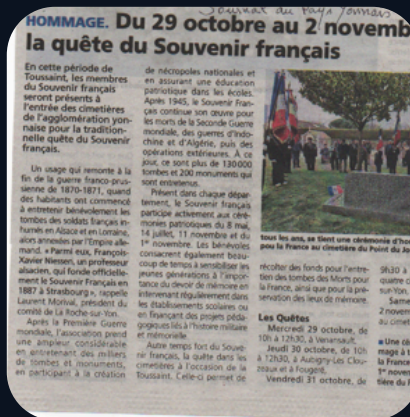 Journal du Pays Yonnais
HOMMAGE. Du 29 octobre au 2 novemb
la quête du Souvenir français
En cette période de
Toussaint, les membres
du Souvenir français
seront présents à
l'entrée des cimetières
de l'agglomération yon-
naise pour la tradition-
nelle quête du Souvenir
français.
Un usage qui remonte à la
fin de la guerre franco-prus-
sienne de 1870-1871, quand
des habitants ont commencé
à entretenir bénévolement les
tombes des soldats français in-
humés en Alsace et en Lorraine,
alors annexées par l'Empire alle-
mand. « Parmi eux, François-
Xavier Niessen, un professeur
alsacien, qui fonde officielle-
ment le Souvenir Français en
1887 à Strasbourg », rappelle
Laurent Morival, président du
comité de La Roche-sur-Yon.
Après la Première Guerre
mondiale, l'association prend
une ampleur considérable
en entretenant des milliers
de tombes et monuments,
en participant à la création
de nécropoles nationales et
en assurant une éducation
patriotique dans les écoles.
Après 1945, le Souvenir Fran-
çais continue son œuvre pour
les morts de la Seconde Guerre
mondiale, des guerres d'Indo-
chine et d'Algérie, puis des
opérations extérieures. À ce
jour, ce sont plus de 130 000
tombes et 200 monuments qui
sont entretenus.
Présent dans chaque dépar-
tement, le Souvenir français
participe activement aux céré-
monies patriotiques du 8 mai,
14 juillet, 11 novembre et du
1er novembre. Les bénévoles
consacrent également beau-
coup de temps à sensibiliser les
jeunes générations à l'impor-
tance du devoir de mémoire en
intervenant régulièrement dans
les établissements scolaires ou
en finançant des projets péda-
gogiques liés à l'histoire militaire
et mémorielle.
Autre temps fort du Souve-
nir français, la quête dans les
cimetières à l'occasion de la
Toussaint. Celle-ci permet de
tous les ans, se tient une cérémonie d'ho
pou la France au cimetière du Point du Jo
récolter des fonds pour l'entre-
tien des tombes des Morts pour
la France, ainsi que pour la pré-
servation des lieux de mémoire.
Les Quêtes
Mercredi 29 octobre, de
10h à 12h30, à Venansault.
Jeudi 30 octobre, de 10h
à 12h30, à Aubigny-Les Clou-
zeaux et à Fougeré.
Vendredi 31 octobre, de
9h30 à
quatre c
sur-Yon.
Same
2 novem
au cimet
Une cé
mage à t
la France
1er novem
tière du P